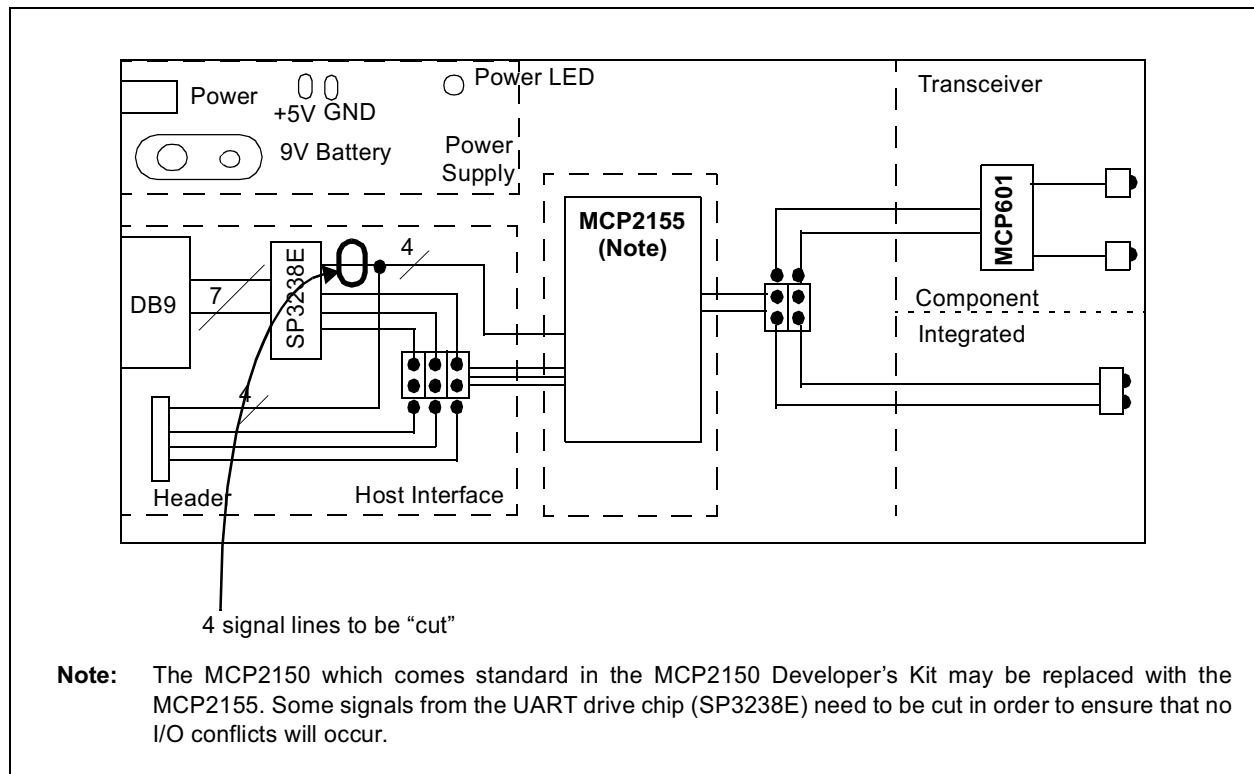 Power
+5V GND
Power LED
9V Battery
Power
Supply
Transceiver
MCP2155
(Note)
MCP601
DB9
7
SP3238E
4
Component
Integrated
4
Header
Host Interface
4 signal lines to be “cut”
Note: The MCP2150 which comes standard in the MCP2150 Developer’s Kit may be replaced with the
MCP2155. Some signals from the UART drive chip (SP3238E) need to be cut in order to ensure that no
I/O conflicts will occur.